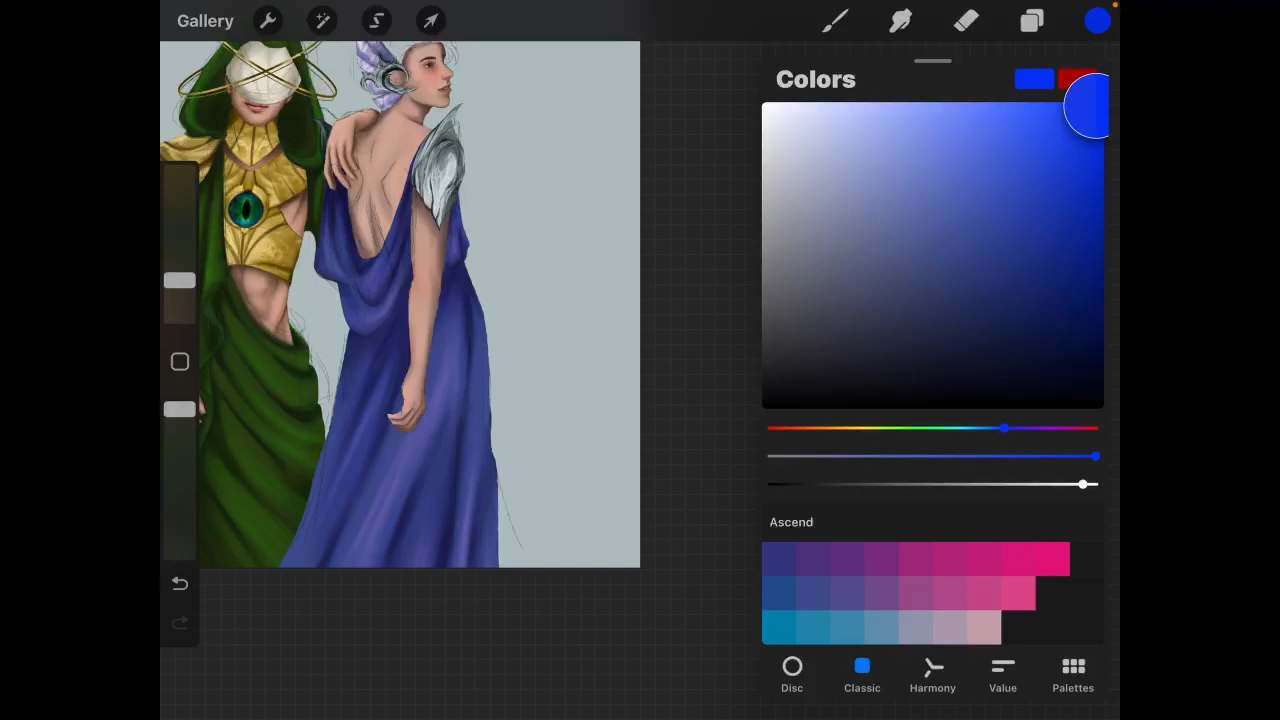 Gallery
Colors
Ascend
Disc
Classic
Harmony
Value
Palettes